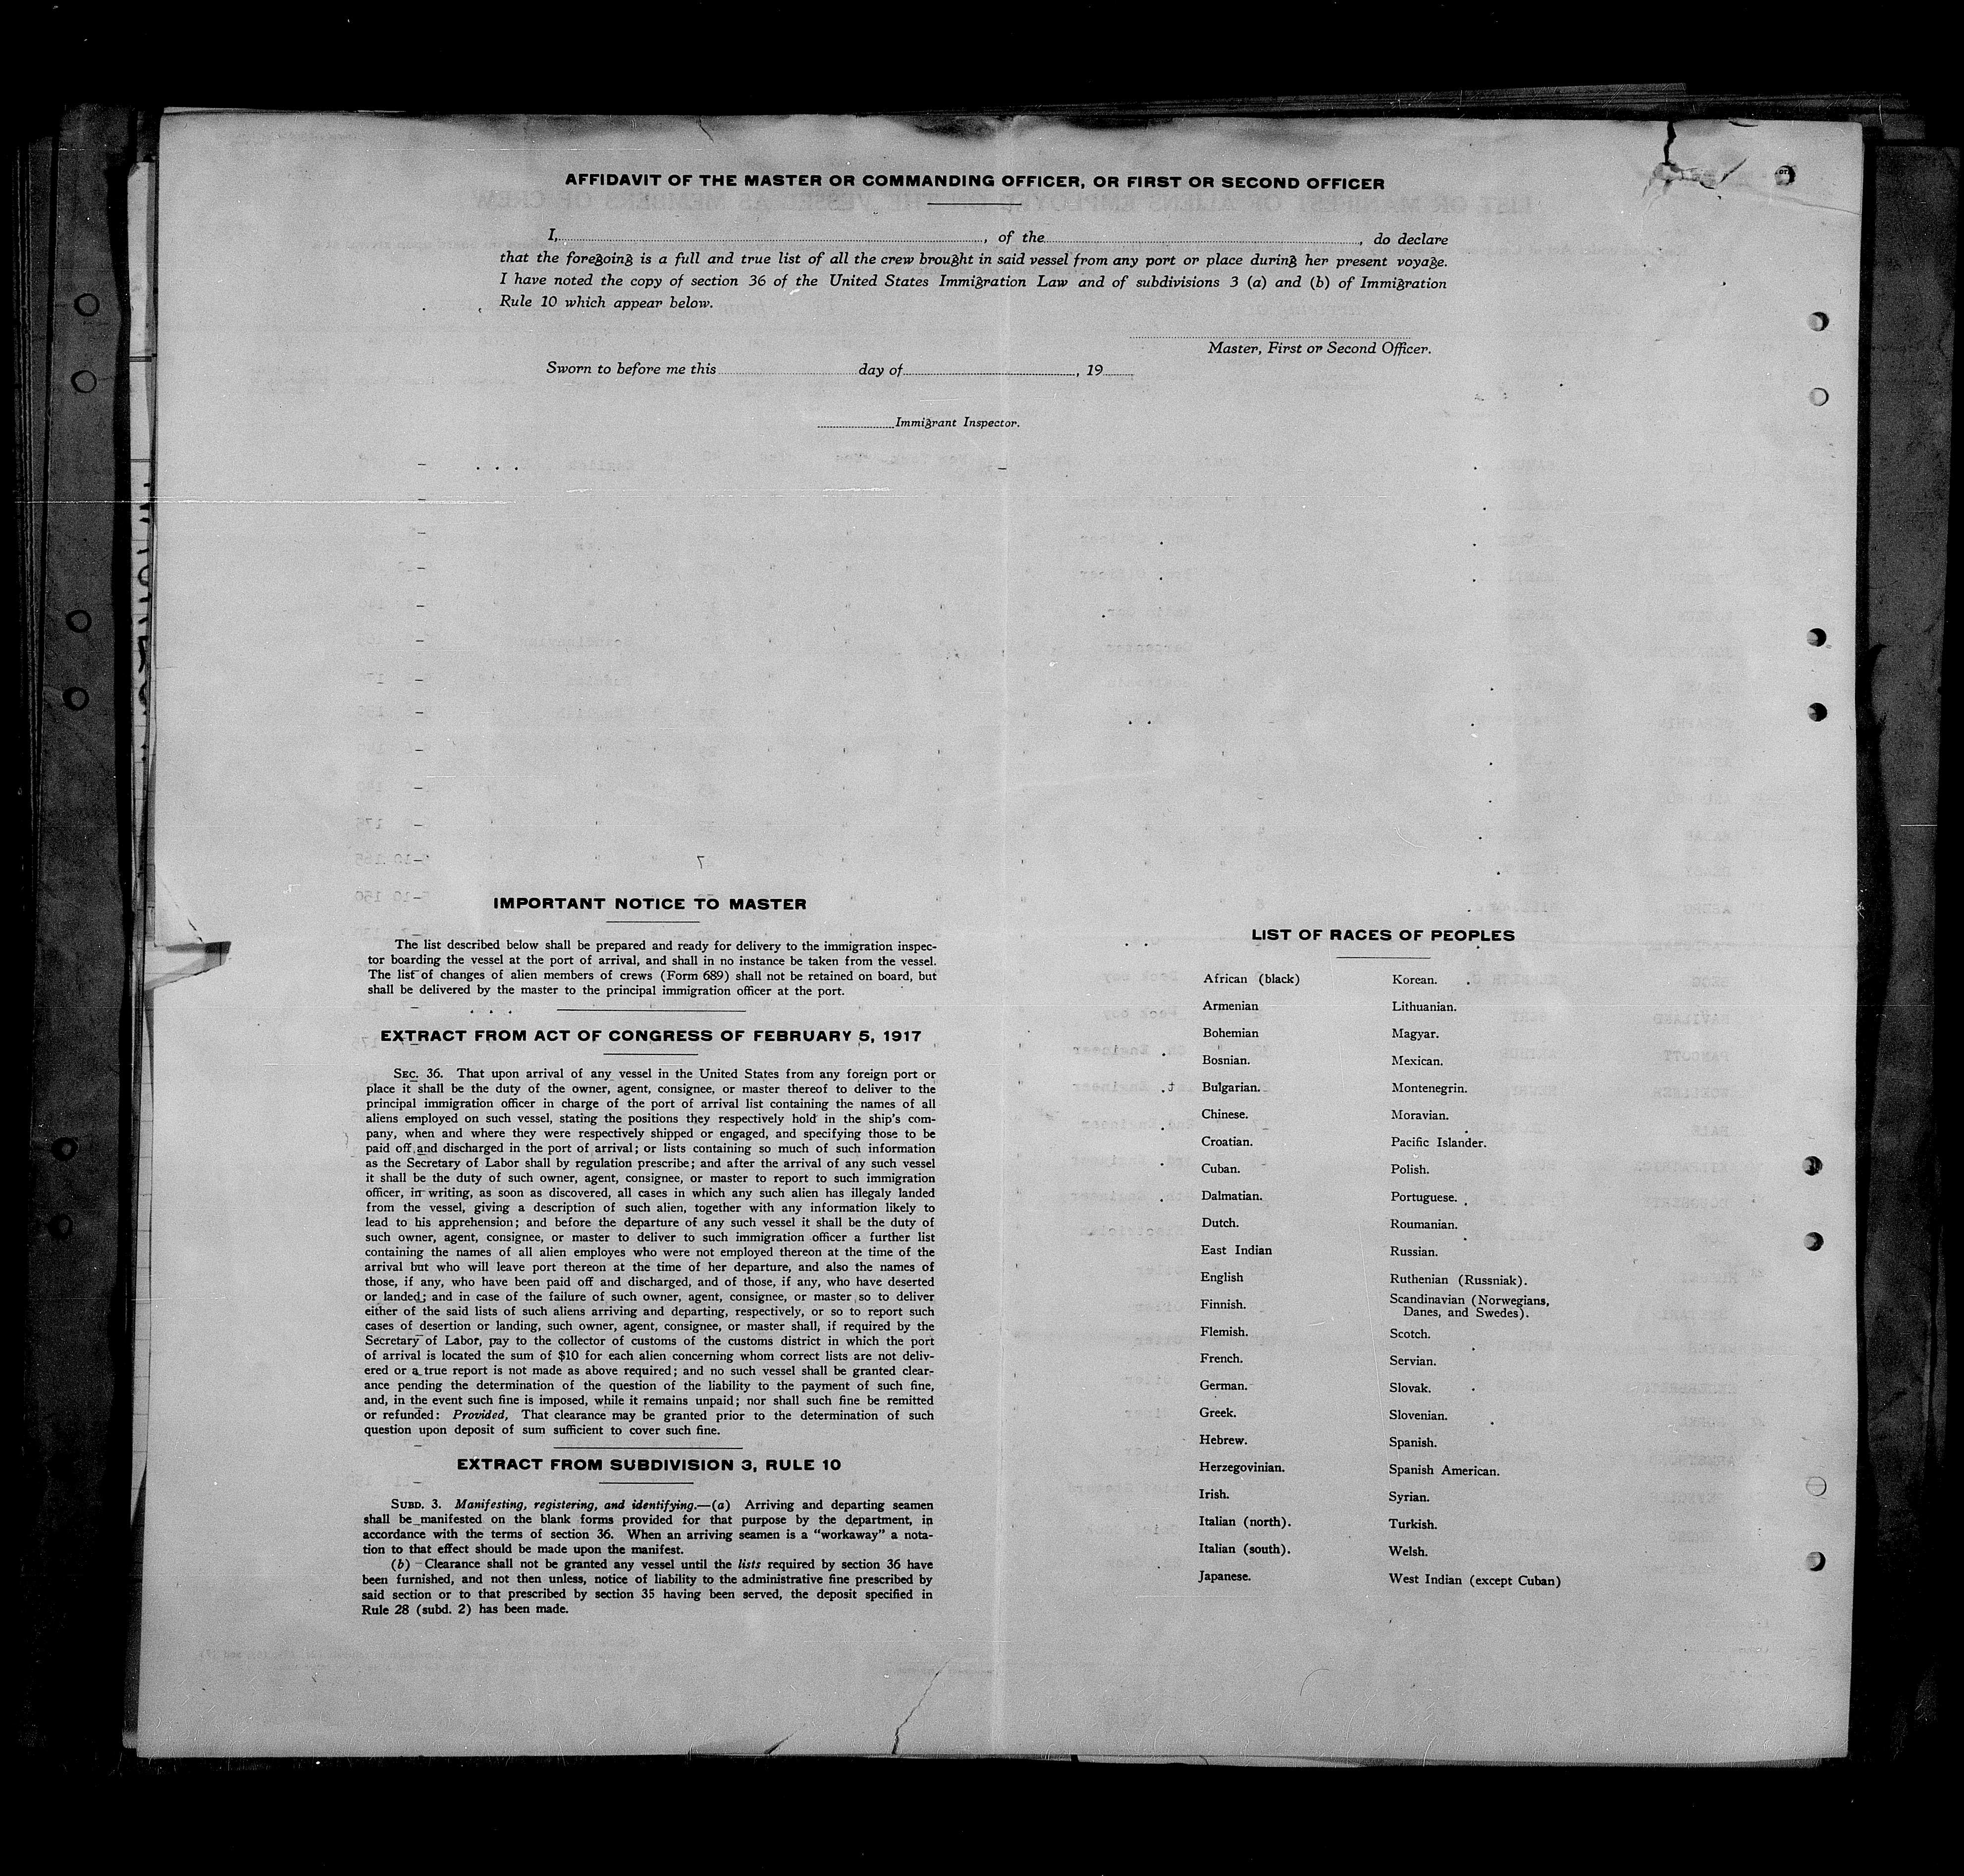 AFFIDAVIT OF THE MASTER OR COMMANDING OFFICER, OR FIRST OR SECOND OFFICER
I, , of the , do declare
that the foregoing is a full and true list of all the crew brought in said vessel from any port or place during her present voyage.
I have noted the copy of section 36 of the United States Immigration Law and of subdivisions 3 (a) and (b) of Immigration
Rule 10 which appear below.
Master, First or Second Officer.
Sworn to before me this day of , 19
Immigrant Inspector.
IMPORTANT NOTICE TO MASTER
The list described below shall be prepared and ready for delivery to the immigration inspec-
tor boarding the vessel at the port of arrival, and shall in no instance be taken from the vessel.
The list of changes of alien members of crews (Form 689) shall not be retained on board, but
shall be delivered by the master to the principal immigration officer at the port.
EXTRACT FROM ACT OF CONGRESS OF FEBRUARY 5, 1917
SEC. 36. That upon arrival of any vessel in the United States from any foreign port or
place it shall be the duty of the owner, agent, consignee, or master thereof to deliver to the
principal immigration officer in charge of the port of arrival list containing the names of all
aliens employed on such vessel, stating the positions they respectively hold in the ship's com-
pany, when and where they were respectively shipped or engaged, and specifying those to be
paid off and discharged in the port of arrival; or lists containing so much of such information
as the Secretary of Labor shall by regulation prescribe; and after the arrival of any such vessel
it shall be the duty of such owner, agent, consignee, or master to report to such immigration
officer, in writing, as soon as discovered, all cases in which any such alien has illegaly landed
from the vessel, giving a description of such alien, together with any information likely to
lead to his apprehension; and before the departure of any such vessel it shall be the duty of
such owner, agent, consignee, or master to deliver to such immigration officer a further list
containing the names of all alien employes who were not employed thereon at the time of the
arrival but who will leave port thereon at the time of her departure, and also the names of
those, if any, who have been paid off and discharged, and of those, if any, who have deserted
or landed; and in case of the failure of such owner, agent, consignee, or master so to deliver
either of the said lists of such aliens arriving and departing, respectively, or so to report such
cases of desertion or landing, such owner, agent, consignee, or master shall, if required by the
Secretary of Labor, pay to the collector of customs of the customs district in which the port
of arrival is located the sum of $10 for each alien concerning whom correct lists are not deliv-
ered or a true report is not made as above required; and no such vessel shall be granted clear-
ance pending the determination of the question of the liability to the payment of such fine,
and, in the event such fine is imposed, while it remains unpaid; nor shall such fine be remitted
or refunded: Provided, That clearance may be granted prior to the determination of such
question upon deposit of sum sufficient to cover such fine.
EXTRACT FROM SUBDIVISION 3, RULE 10
SUBD. 3. Manifesting, registering, and identifying.—(a) Arriving and departing seamen
shall be manifested on the blank forms provided for that purpose by the department, in
accordance with the terms of section 36. When an arriving seamen is a "workaway" a nota-
tion to that effect should be made upon the manifest.
(b) Clearance shall not be granted any vessel until the lists required by section 36 have
been furnished, and not then unless, notice of liability to the administrative fine prescribed by
said section or to that prescribed by section 35 having been served, the deposit specified in
Rule 28 (subd. 2) has been made.
LIST OF RACES OF PEOPLES
African (black)
Armenian
Bohemian
Bosnian.
Bulgarian.
Chinese.
Croatian.
Cuban.
Dalmatian.
Dutch.
East Indian
English
Finnish.
Flemish.
French.
German.
Greek.
Hebrew.
Herzegovinian.
Irish.
Italian (north).
Italian (south).
Japanese.
Korean.
Lithuanian.
Magyar.
Mexican.
Montenegrin.
Moravian.
Pacific Islander.
Polish.
Portuguese.
Roumanian.
Russian.
Ruthenian (Russniak).
Scandinavian (Norwegians,
Danes, and Swedes).
Scotch.
Servian.
Slovak.
Slovenian.
Spanish.
Spanish American.
Syrian.
Turkish.
Welsh.
West Indian (except Cuban)